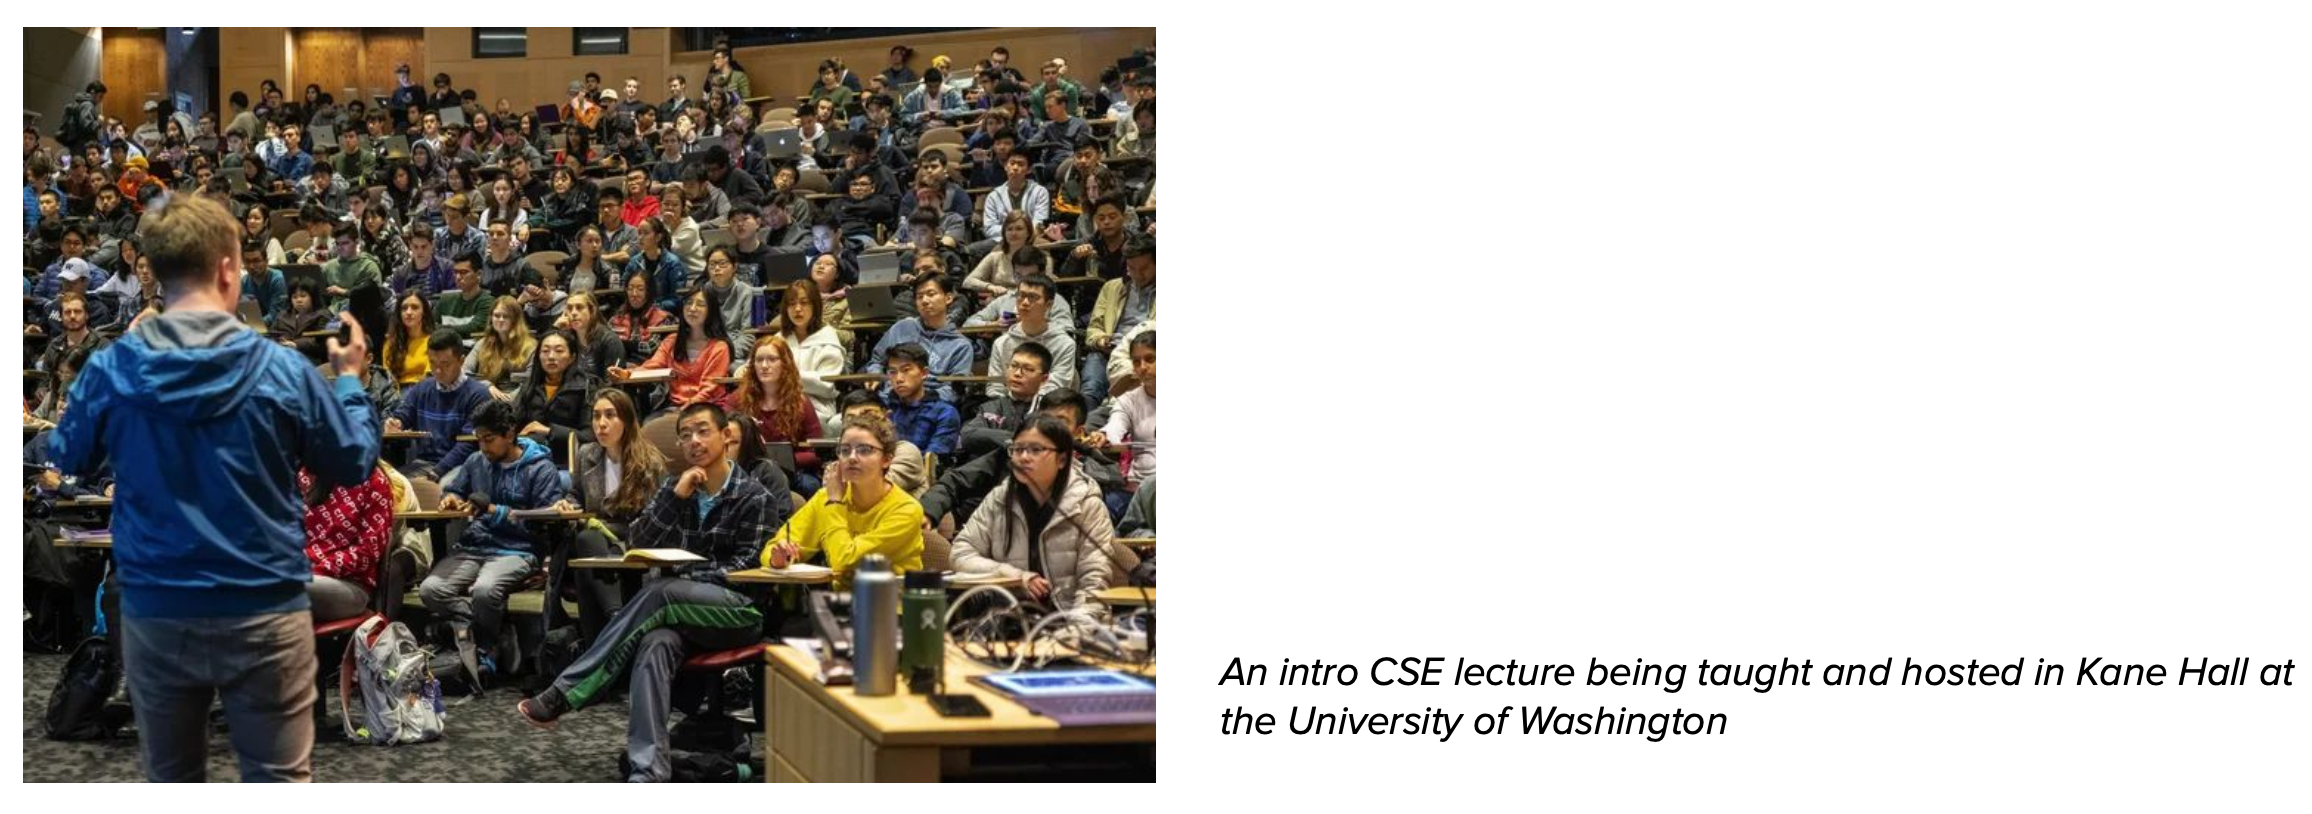 An intro CSE lecture being taught and hosted in Kane Hall at
the University of Washington